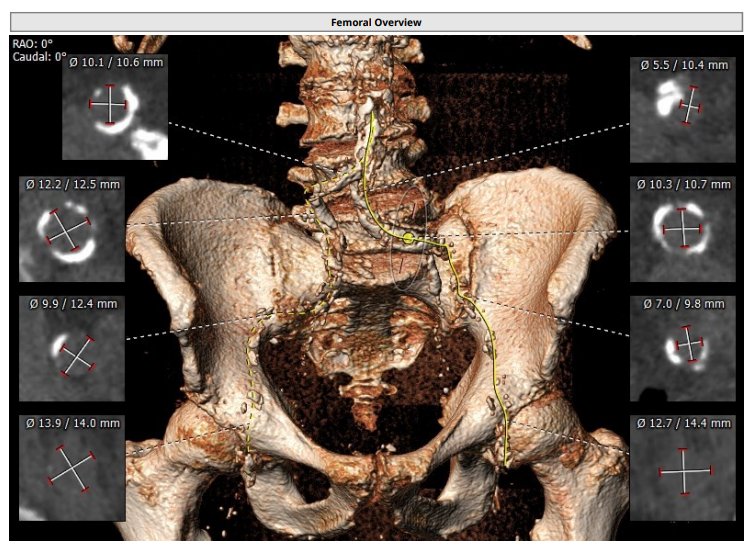 Femoral Overview
RAO: 0°
Caudal: 0°
Ø 10.1 / 10.6 mm
Ø 5.5 / 10.4 mm
Ø 12.2 / 12.5 mm
Ø 10.3 / 10.7 mm
Ø 9.9 / 12.4 mm
Ø 7.0 / 9.8 mm
Ø 13.9 / 14.0 mm
Ø 12.7 / 14.4 mm